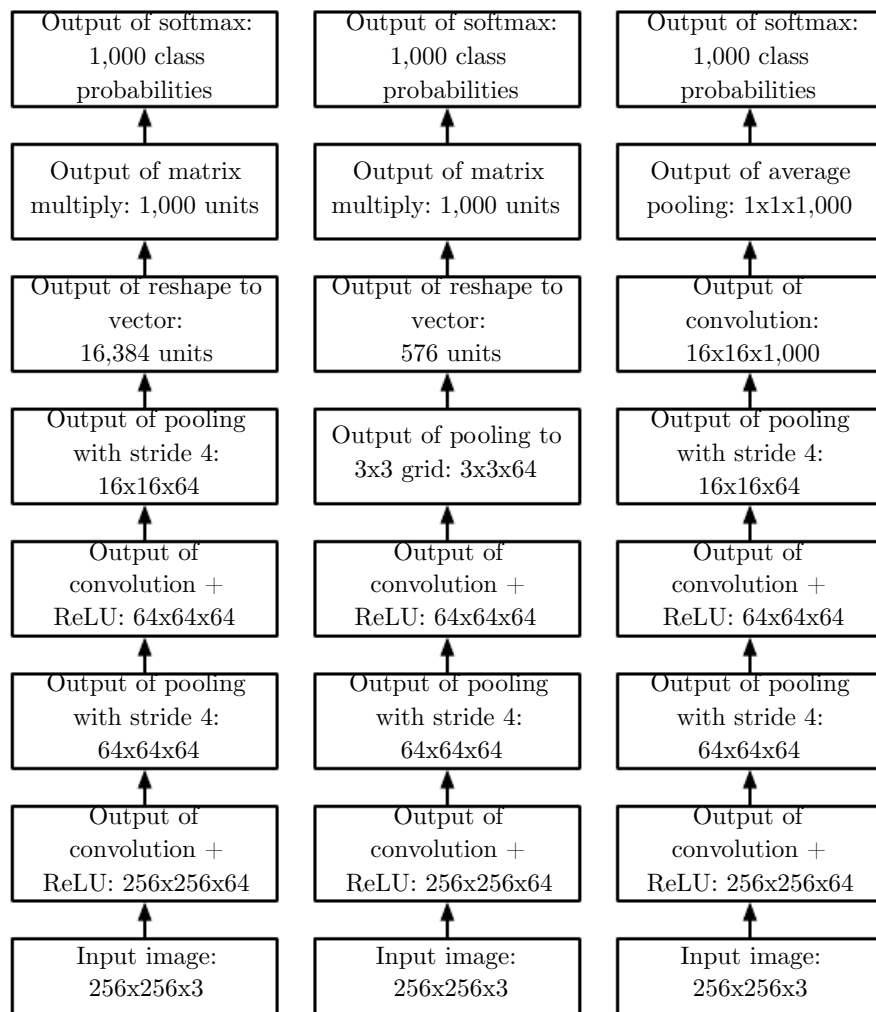 Output of softmax:
1,000 class
probabilities
Output of matrix
multiply: 1,000 units
Output of reshape to
vector:
16,384 units
Output of pooling
with stride 4:
16x16x64
Output of
convolution +
ReLU: 64x64x64
Output of pooling
with stride 4:
64x64x64
Output of
convolution +
ReLU: 256x256x64
Input image:
256x256x3
Output of softmax:
1,000 class
probabilities
Output of matrix
multiply: 1,000 units
Output of reshape to
vector:
576 units
Output of pooling to
3x3 grid: 3x3x64
Output of
convolution +
ReLU: 64x64x64
Output of pooling
with stride 4:
64x64x64
Output of
convolution +
ReLU: 256x256x64
Input image:
256x256x3
Output of softmax:
1,000 class
probabilities
Output of average
pooling: 1x1x1,000
Output of
convolution:
16x16x1,000
Output of pooling
with stride 4:
16x16x64
Output of
convolution +
ReLU: 64x64x64
Output of pooling
with stride 4:
64x64x64
Output of
convolution +
ReLU: 256x256x64
Input image:
256x256x3